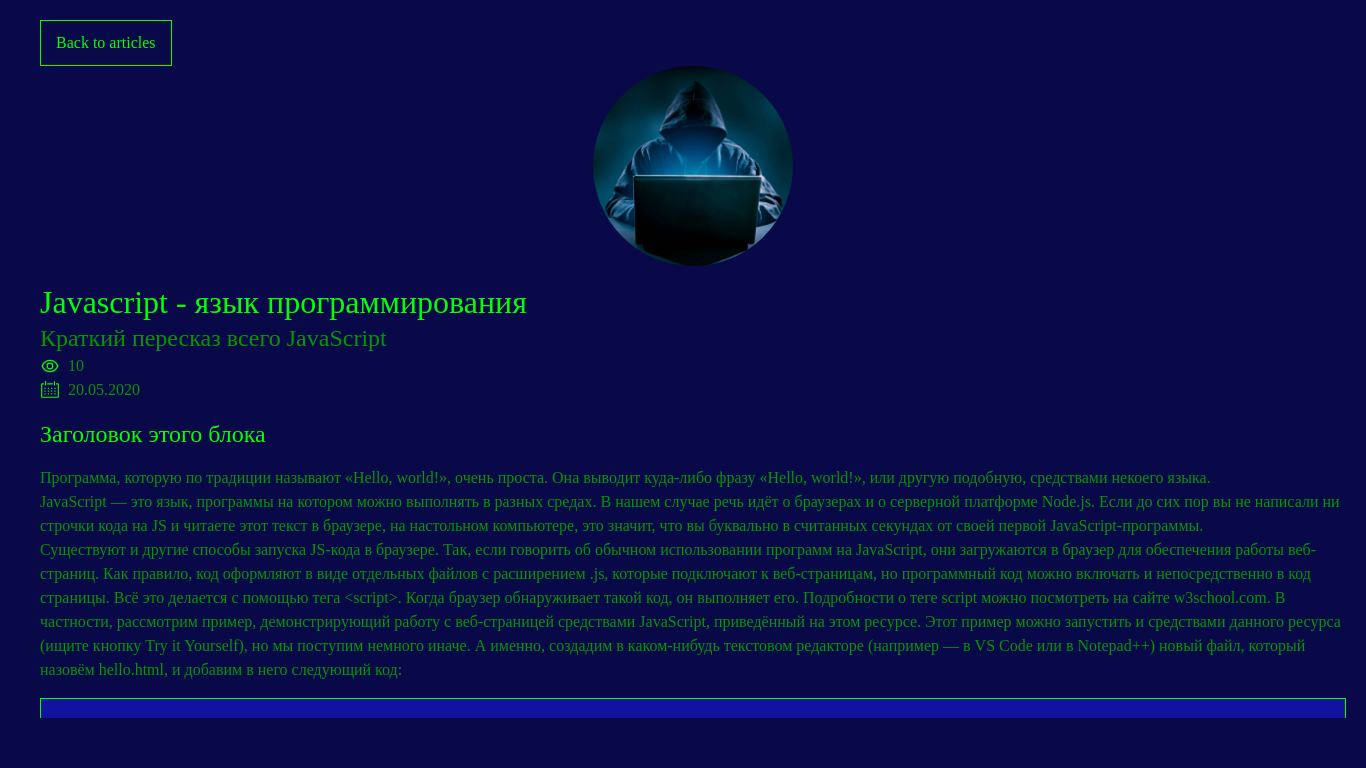 Back to articles
Javascript - язык программирования
Краткий пересказ всего JavaScript
10
20.05.2020
Заголовок этого блока
Программа, которую по традиции называют «Hello, world!», очень проста. Она выводит куда-либо фразу «Hello, world!», или другую подобную, средствами некоего языка.
JavaScript — это язык, программы на котором можно выполнять в разных средах. В нашем случае речь идёт о браузерах и о серверной платформе Node.js. Если до сих пор вы не написали ни
строчки кода на JS и читаете этот текст в браузере, на настольном компьютере, это значит, что вы буквально в считанных секундах от своей первой JavaScript-программы.
Существуют и другие способы запуска JS-кода в браузере. Так, если говорить об обычном использовании программ на JavaScript, они загружаются в браузер для обеспечения работы веб-
страниц. Как правило, код оформляют в виде отдельных файлов с расширением .js, которые подключают к веб-страницам, но программный код можно включать и непосредственно в код
страницы. Всё это делается с помощью тега <script>. Когда браузер обнаруживает такой код, он выполняет его. Подробности о теге script можно посмотреть на сайте w3school.com. В
частности, рассмотрим пример, демонстрирующий работу с веб-страницей средствами JavaScript, приведённый на этом ресурсе. Этот пример можно запустить и средствами данного ресурса
(ищите кнопку Try it Yourself), но мы поступим немного иначе. А именно, создадим в каком-нибудь текстовом редакторе (например — в VS Code или в Notepad++) новый файл, который
назовём hello.html, и добавим в него следующий код: